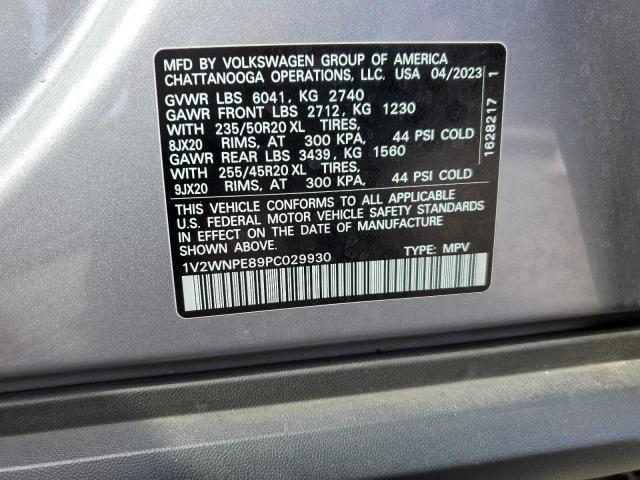 MFD BY VOLKSWAGEN GROUP OF AMERICA
CHATTANOOGA OPERATIONS, LLC. USA 04/2023
GVWR LBS 6041, KG 2740
GAWR FRONT LBS 2712, KG 1230
WITH 235/50R20 XL TIRES,
8JX20 RIMS, AT 300 KPA, 44 PSI COLD
GAWR REAR LBS 3439, KG 1560
WITH 255/45R20 XL TIRES,
9JX20 RIMS, AT 300 KPA, 44 PSI COLD
THIS VEHICLE CONFORMS TO ALL APPLICABLE
U.S. FEDERAL MOTOR VEHICLE SAFETY STANDARDS
IN EFFECT ON THE DATE OF MANUFACTURE
SHOWN ABOVE.
1V2WNPE89PC029930 TYPE: MPV
1628217 1